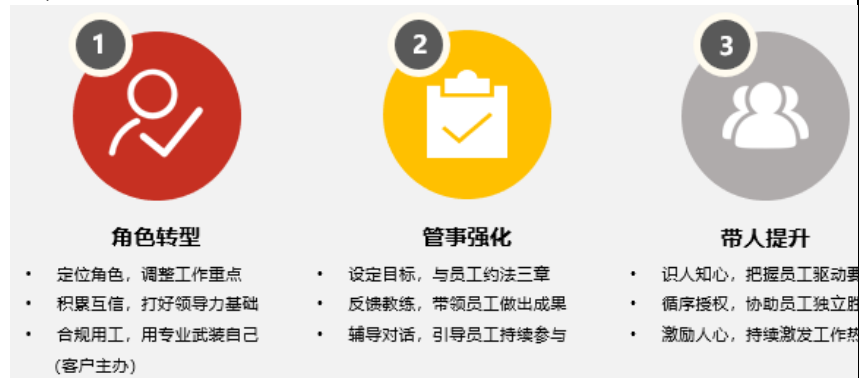 1
角色转型
• 定位角色，调整工作重点
• 积累互信，打好领导力基础
• 合规用工，用专业武装自己
(客户主办)
2
管事强化
• 设定目标，与员工约法三章
• 反馈教练，带领员工做出成果
• 辅导对话，引导员工持续参与
3
带人提升
• 识人知心，把握员工驱动要
• 循序授权，协助员工独立胜
• 激励人心，持续激发工作热